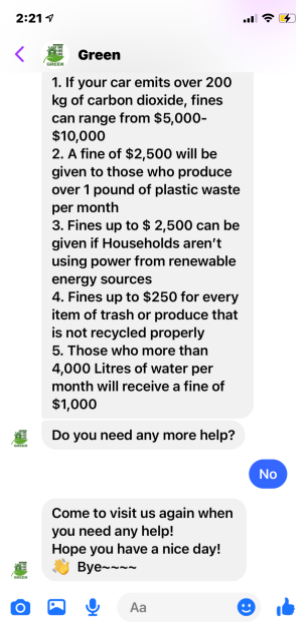 2:21
Green
1. If your car emits over 200
kg of carbon dioxide, fines
can range from $5,000-
$10,000
2. A fine of $2,500 will be
given to those who produce
over 1 pound of plastic waste
per month
3. Fines up to $ 2,500 can be
given if Households aren't
using power from renewable
energy sources
4. Fines up to $250 for every
item of trash or produce that
is not recycled properly
5. Those who more than
4,000 Litres of water per
month will receive a fine of
$1,000
Do you need any more help?
No
Come to visit us again when
you need any help!
Hope you have a nice day!
👋 Bye~~~~
Aa